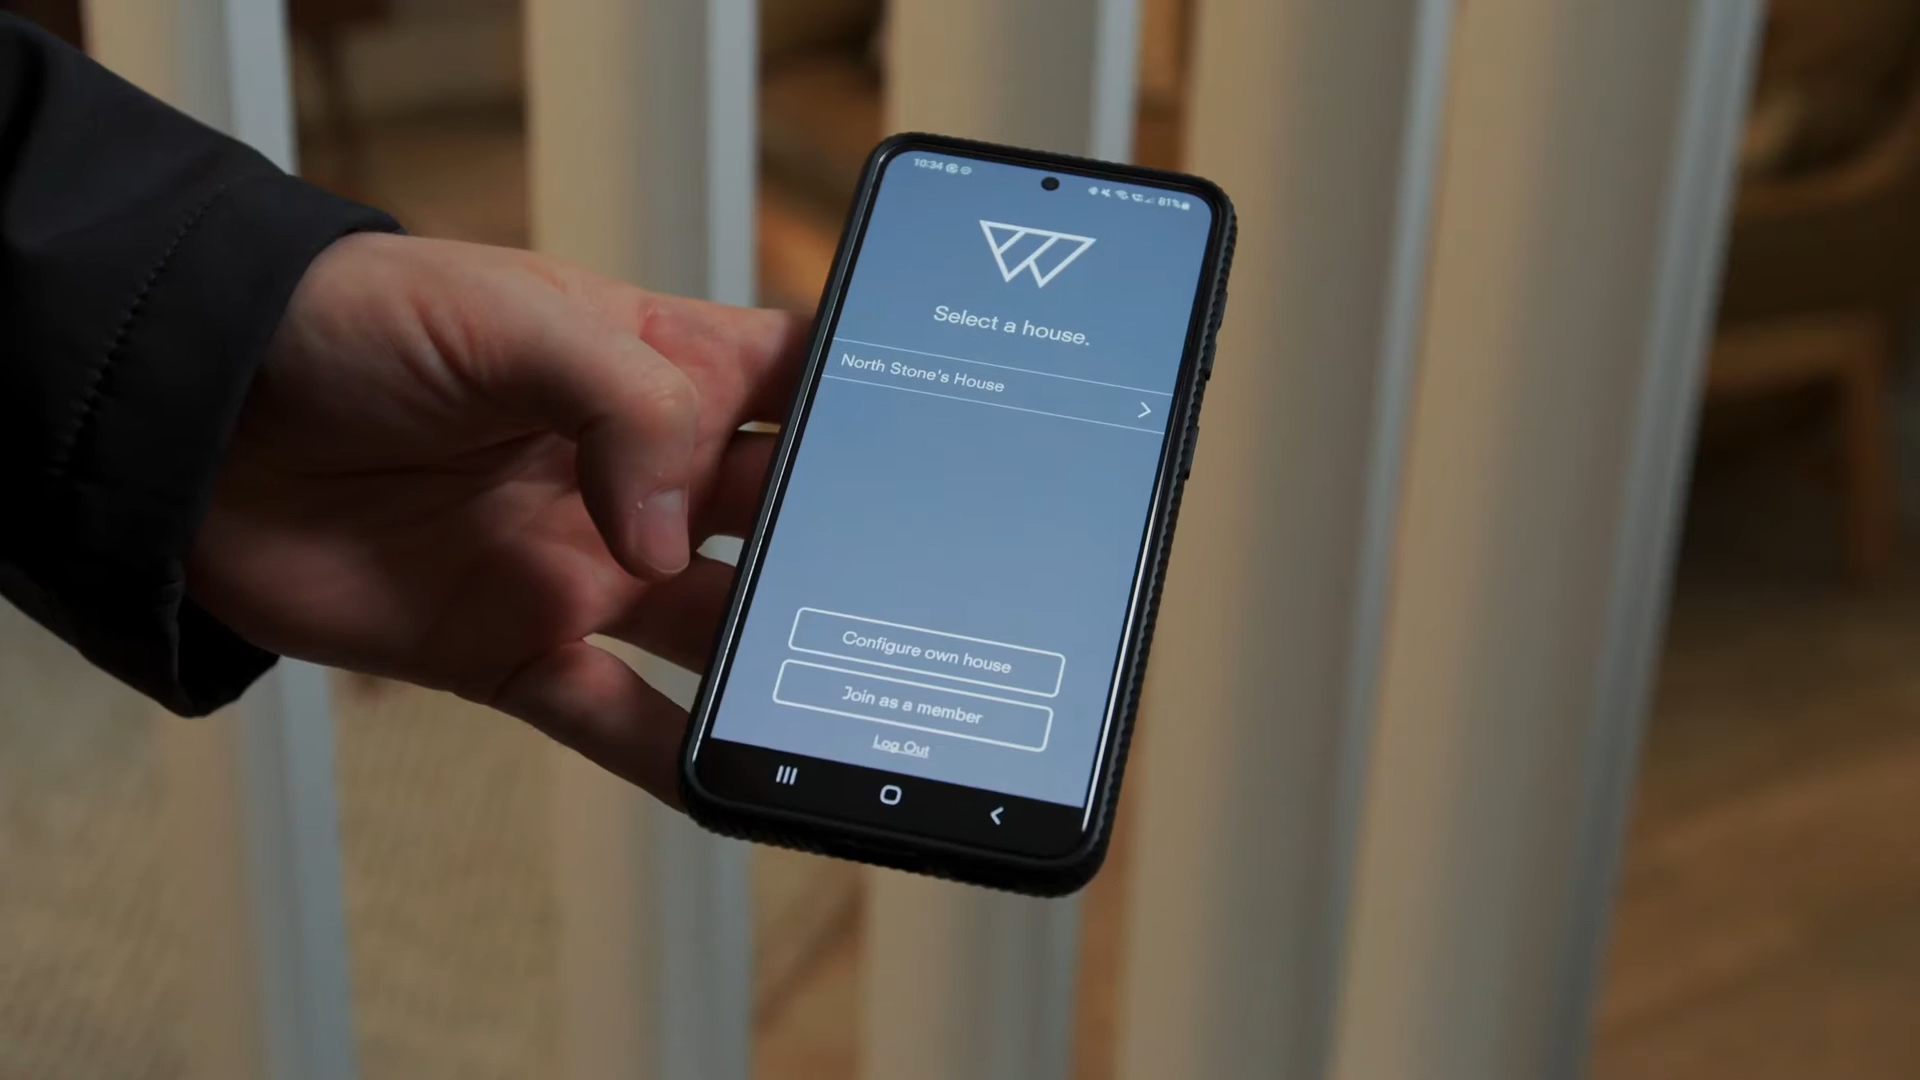 10:34
81%
Select a house.
North Stone's House
Configure own house
Join as a member
Log Out